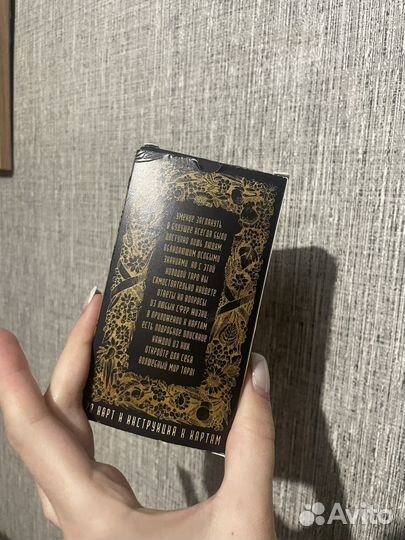 УМЕНИЕ ЗАГЛЯНУТЬ
В БУДУЩЕЕ ВСЕГДА БЫЛО
ДОСТУПНО ЛИШЬ ЛЮДЯМ
ОБЛАДАЮЩИМ ОСОБЫМИ
ЗНАНИЯМИ. НО С ЭТОЙ
КОЛОДОЙ ТАРО ВЫ
САМОСТОЯТЕЛЬНО НАЙДЕТЕ
ОТВЕТЫ НА ВОПРОСЫ
ИЗ ЛЮБЫХ СФЕР ЖИЗНИ.
В ПРИЛОЖЕНИИ К КАРТАМ
ЕСТЬ ПОДРОБНОЕ ОПИСАНИЕ
КАЖДОЙ ИЗ НИХ.
ОТКРОЙТЕ ДЛЯ СЕБЯ
ВОЛШЕБНЫЙ МИР ТАРО!
КАРТ И ИНСТРУКЦИЯ К КАРТАМ
Avito